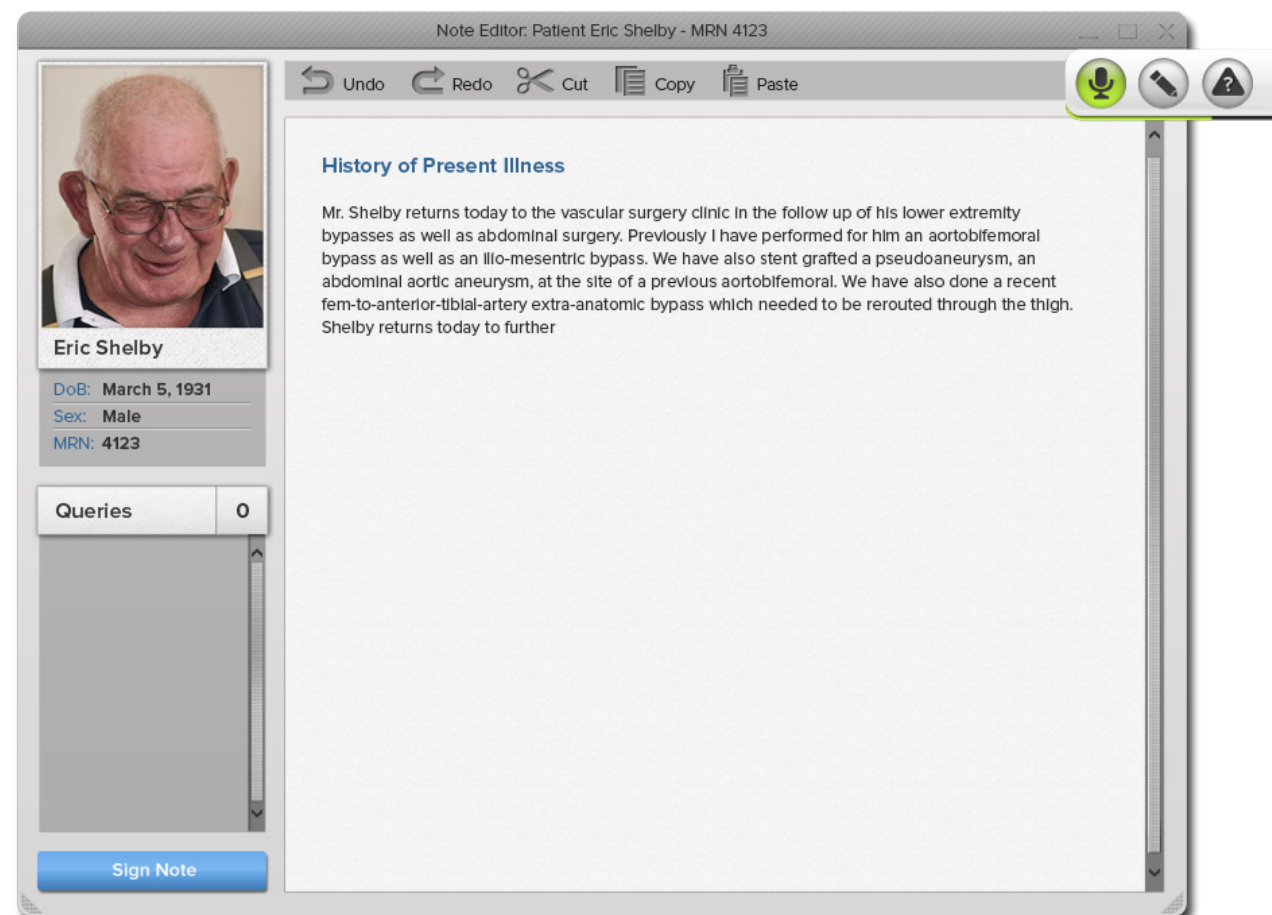 Note Editor: Patient Eric Shelby - MRN 4123
Undo Redo Cut Copy Paste
?
Eric Shelby
DoB: March 5, 1931
Sex: Male
MRN: 4123
Queries 0
Sign Note
History of Present Illness
Mr. Shelby returns today to the vascular surgery clinic in the follow up of his lower extremity
bypasses as well as abdominal surgery. Previously I have performed for him an aortobifemoral
bypass as well as an ilio-mesentric bypass. We have also stent grafted a pseudoaneurysm, an
abdominal aortic aneurysm, at the site of a previous aortobifemoral. We have also done a recent
fem-to-anterior-tibial-artery extra-anatomic bypass which needed to be rerouted through the thigh.
Shelby returns today to further